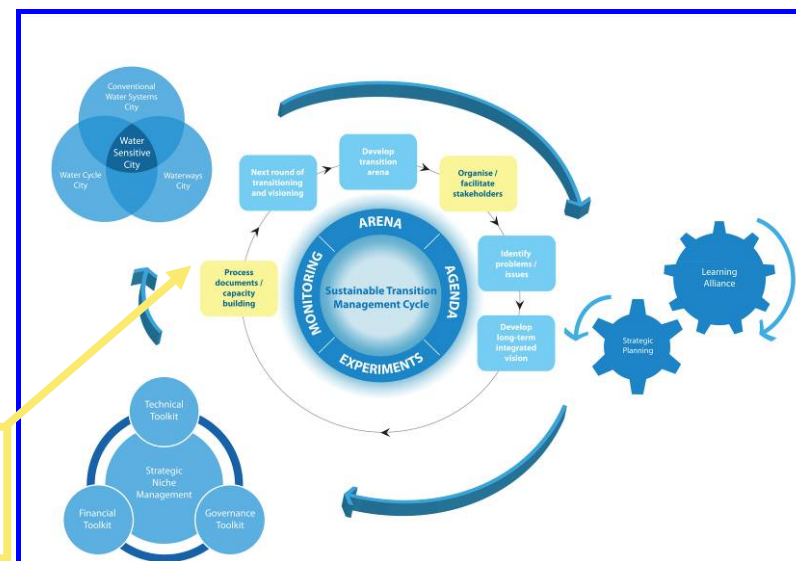 Conventional
Water Systems
City
Water
Sensitive
City
Water Cycle
City
Waterways
City
Develop
transition
arena
Next round of
transitioning
and visioning
Organise /
facilitate
stakeholders
Process
documents /
capacity
building
Identify
problems /
issues
Develop
long-term
integrated
vision
ARENA
AGENDA
EXPERIMENTS
MONITORING
Sustainable Transition
Management Cycle
Learning
Alliance
Strategic
Planning
Technical
Toolkit
Strategic
Niche
Management
Financial
Toolkit
Governance
Toolkit